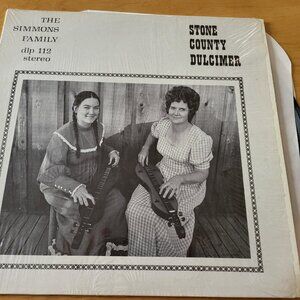 THE
SIMMONS
FAMILY
dlp 112
stereo
STONE
COUNTY
DULCIMER